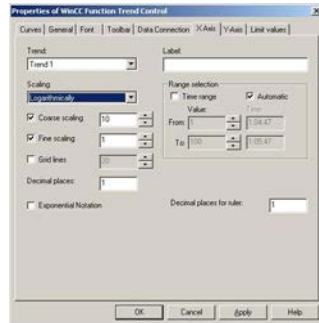 Properties of WinCC Function Trend Control
Curves General Font Toolbar Data Connection X Axis Y-Axis Limit values
Trend:
Trend 1
Label:
Scaling
Logarithmically
Coarse scaling: 10
Fine scaling: 1
Grid lines 20
Decimal places: 1
Exponential Notation
Range selection
Time range
Automatic
Value: Time:
From: 1 1:04:47
To: 100 1:05:47
Decimal places for ruler: 1
OK Cancel Apply Help